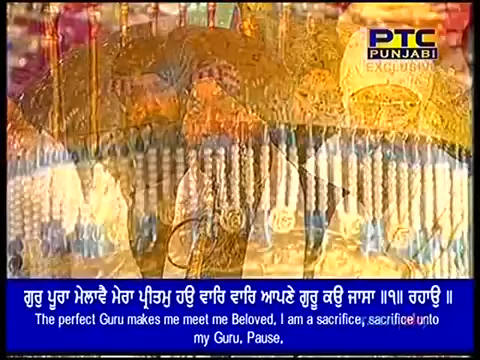 PTC
PUNJABI
EXCLUSIVE
ਗੁਰੁ ਪੂਰਾ ਮੇਲਾਵੈ ਮੇਰਾ ਪ੍ਰੀਤਮੁ ਹਉ ਵਾਰਿ ਵਾਰਿ ਆਪਣੇ ਗੁਰੂ ਕਉ ਜਾਸਾ ॥੧॥ ਰਹਾਉ ॥
The perfect Guru makes me meet me Beloved, I am a sacrifice, sacrifice unto
my Guru, Pause,